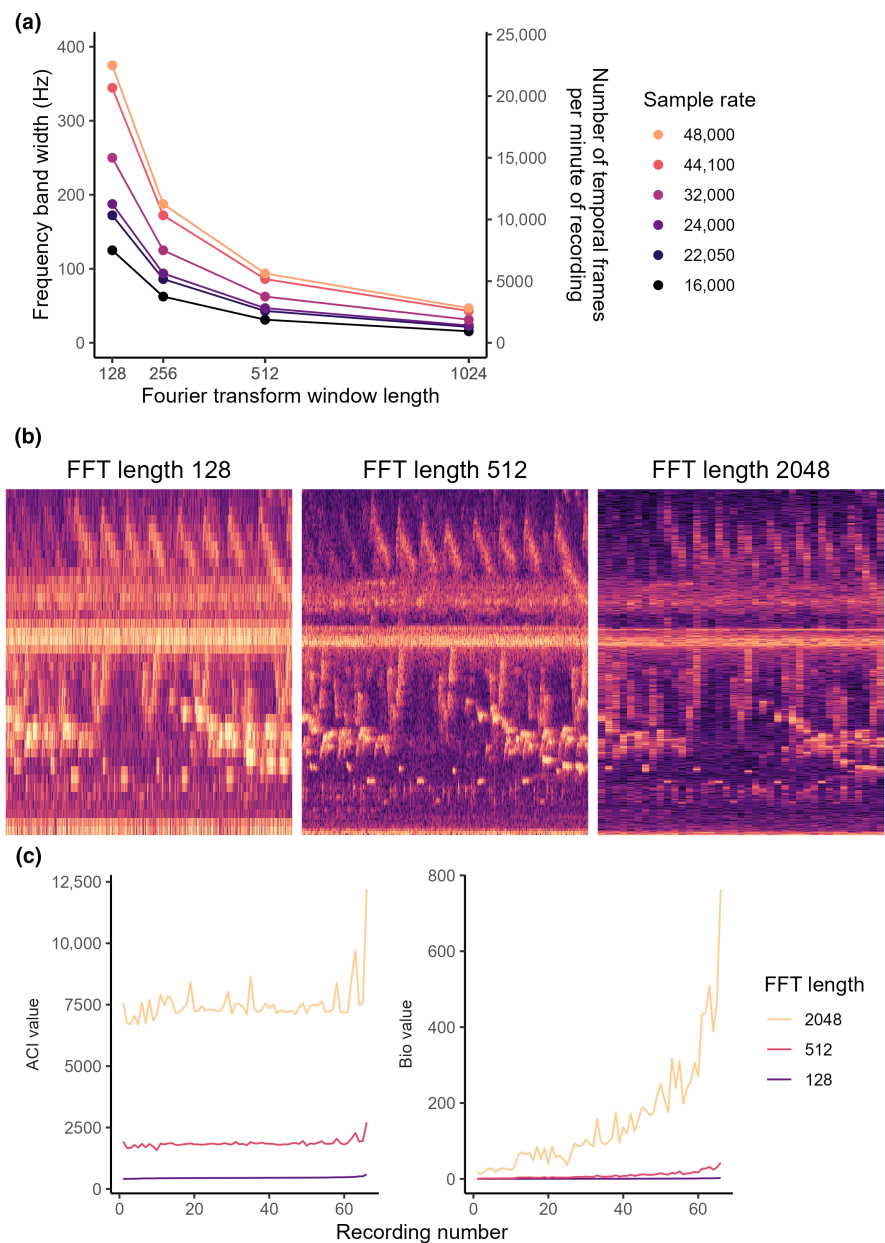 (a)
400
300
200
100
0
Frequency band width (Hz)
25,000
20,000
15,000
10,000
5000
0
Number of temporal frames
per minute of recording
128
256
512
1024
Fourier transform window length
Sample rate
48,000
44,100
32,000
24,000
22,050
16,000
(b)
FFT length 128
FFT length 512
FFT length 2048
(c)
12,500
10,000
7500
5000
2500
0
ACI value
0
20
40
60
800
600
400
200
0
Bio value
0
20
40
60
Recording number
FFT length
2048
512
128